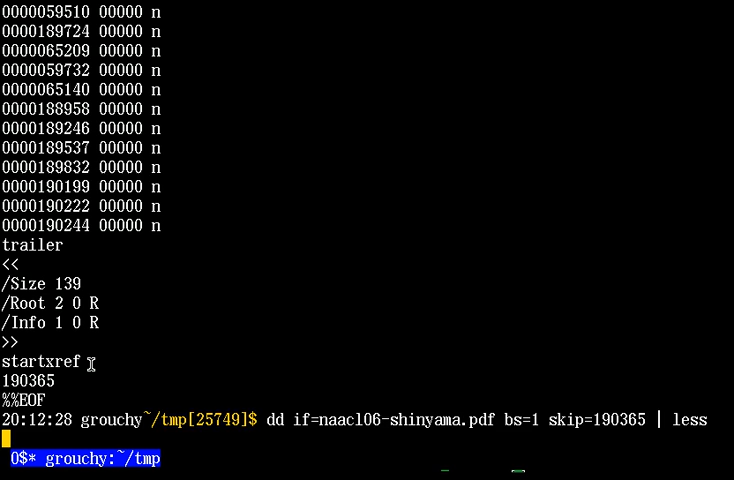 0000059510 00000 n
0000189724 00000 n
0000065209 00000 n
0000059732 00000 n
0000065140 00000 n
0000188958 00000 n
0000189246 00000 n
0000189537 00000 n
0000189832 00000 n
0000190199 00000 n
0000190222 00000 n
0000190244 00000 n
trailer
<<
/Size 139
/Root 2 0 R
/Info 1 0 R
>>
startxref
190365
%%EOF
20:12:28 grouchy~/tmp[25749]$ dd if=naacl06-shinyama.pdf bs=1 skip=190365 | less
0$* grouchy:~/tmp